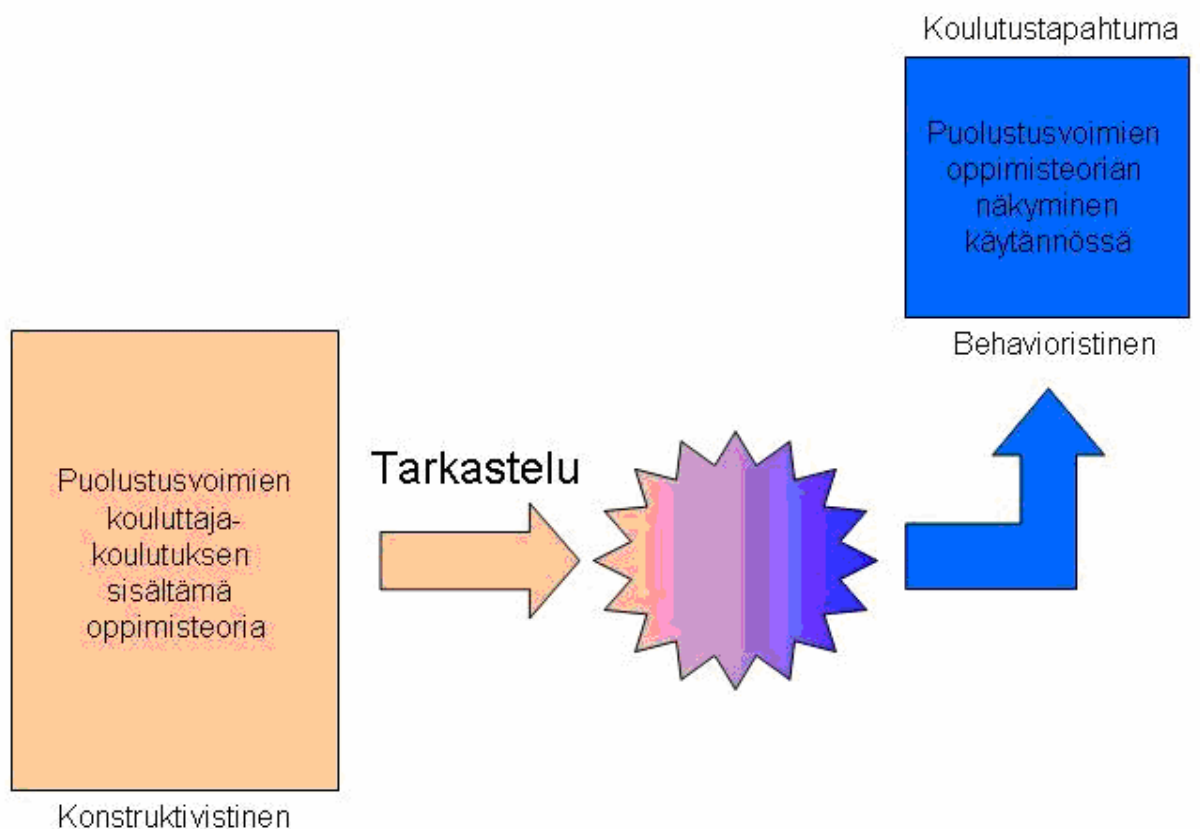 Koulutustapahtuma
Puolustusvoimien
oppimisteorian
näkyminen
käytännössä
Behavioristinen
Puolustusvoimien
kouluttaja-
koulutuksen
sisältämä
oppimisteoria
Konstruktivistinen
Tarkastelu